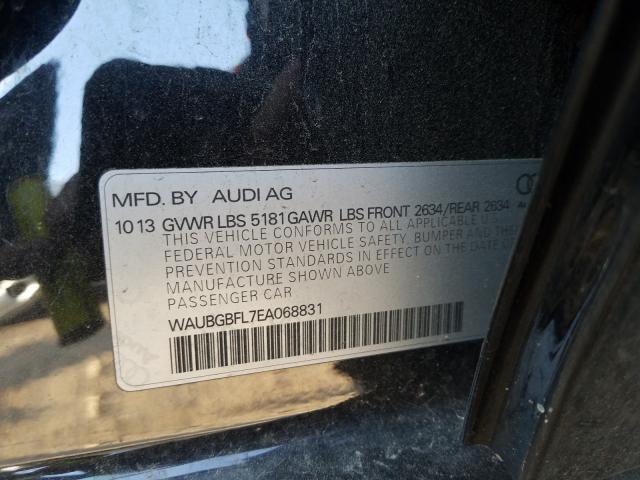 MFD. BY AUDI AG
10 13 GVWR LBS 5181 GAWR LBS FRONT 2634/REAR 2634
THIS VEHICLE CONFORMS TO ALL APPLICABLE U.S.
FEDERAL MOTOR VEHICLE SAFETY, BUMPER AND THEFT
PREVENTION STANDARDS IN EFFECT ON THE DATE OF
MANUFACTURE SHOWN ABOVE
PASSENGER CAR
WAUBGBFL7EA068831